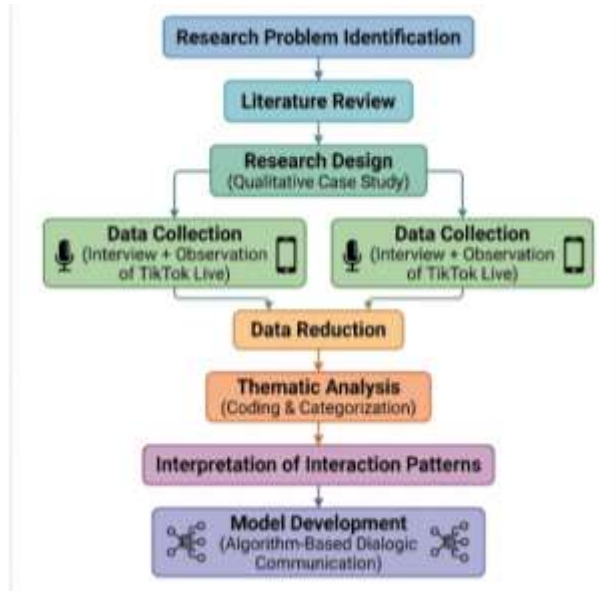 Research Problem Identification
Literature Review
Research Design
(Qualitative Case Study)
Data Collection
(Interview + Observation
of TikTok Live)
Data Collection
(Interview + Observation
of TikTok Live)
Data Reduction
Thematic Analysis
(Coding & Categorization)
Interpretation of Interaction Patterns
Model Development
(Algorithm-Based Dialogic
Communication)